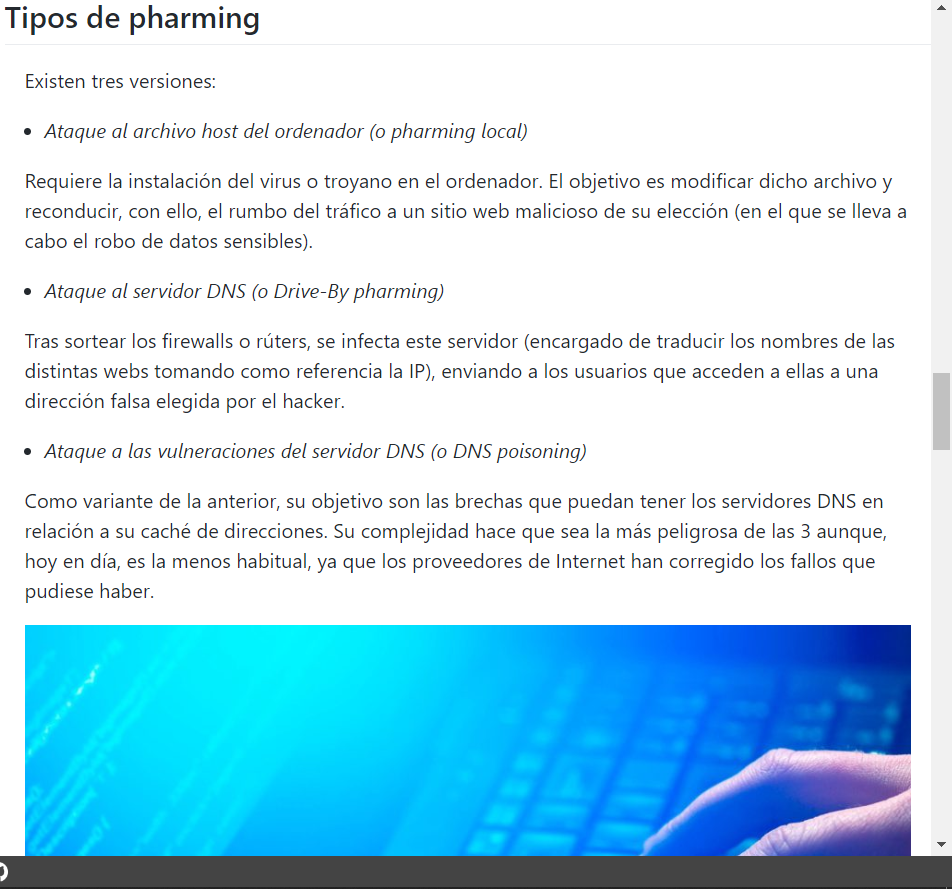 Tipos de pharming
Existen tres versiones:
• Ataque al archivo host del ordenador (o pharming local)
Requiere la instalación del virus o troyano en el ordenador. El objetivo es modificar dicho archivo y
reconducir, con ello, el rumbo del tráfico a un sitio web malicioso de su elección (en el que se lleva a
cabo el robo de datos sensibles).
• Ataque al servidor DNS (o Drive-By pharming)
Tras sortear los firewalls o rúters, se infecta este servidor (encargado de traducir los nombres de las
distintas webs tomando como referencia la IP), enviando a los usuarios que acceden a ellas a una
dirección falsa elegida por el hacker.
• Ataque a las vulneraciones del servidor DNS (o DNS poisoning)
Como variante de la anterior, su objetivo son las brechas que puedan tener los servidores DNS en
relación a su caché de direcciones. Su complejidad hace que sea la más peligrosa de las 3 aunque,
hoy en día, es la menos habitual, ya que los proveedores de Internet han corregido los fallos que
pudiese haber.